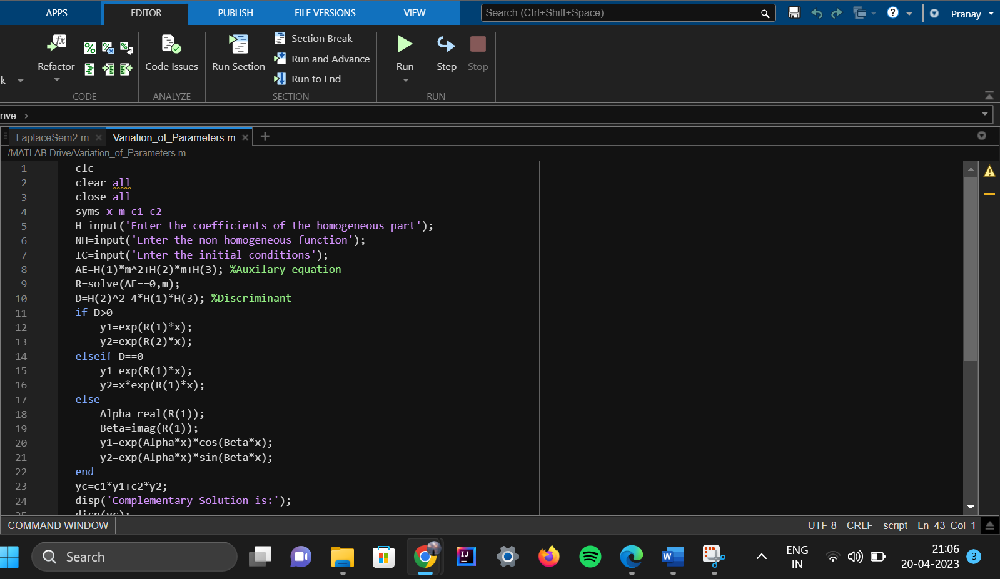 APPS EDITOR PUBLISH FILE VERSIONS VIEW Search (Ctrl+Shift+Space) Pranay
Refactor
Code Issues
Run Section
Section Break
Run and Advance
Run to End
Run Step Stop
k
CODE ANALYZE SECTION RUN
rive
LaplaceSem2.m Variation_of_Parameters.m
/MATLAB Drive/Variation_of_Parameters.m
1 clc
2 clear all
3 close all
4 syms x m c1 c2
5 H=input('Enter the coefficients of the homogeneous part');
6 NH=input('Enter the non homogeneous function');
7 IC=input('Enter the initial conditions');
8 AE=H(1)*m^2+H(2)*m+H(3); %Auxilary equation
9 R=solve(AE==0,m);
10 D=H(2)^2-4*H(1)*H(3); %Discriminant
11 if D>0
12 y1=exp(R(1)*x);
13 y2=exp(R(2)*x);
14 elseif D==0
15 y1=exp(R(1)*x);
16 y2=x*exp(R(1)*x);
17 else
18 Alpha=real(R(1));
19 Beta=imag(R(1));
20 y1=exp(Alpha*x)*cos(Beta*x);
21 y2=exp(Alpha*x)*sin(Beta*x);
22 end
23 yc=c1*y1+c2*y2;
24 disp('Complementary Solution is:');
25 disp(yc);
COMMAND WINDOW UTF-8 CRLF script Ln 43 Col 1
Search
ENG
IN
21:06
20-04-2023
3